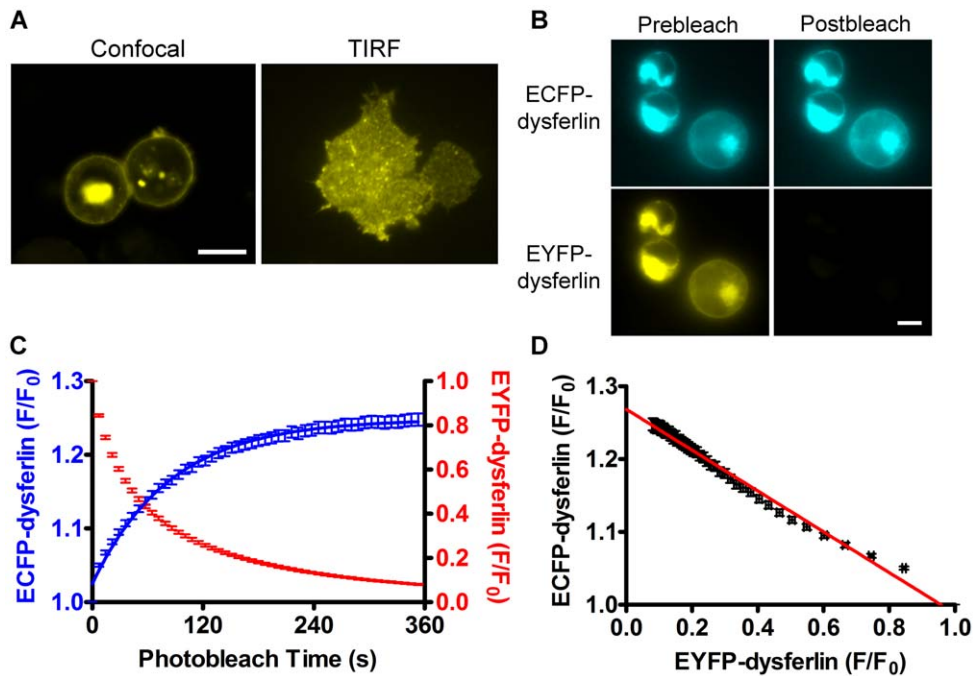 A
Confocal TIRF
B
Prebleach Postbleach
ECFP-
dysferlin
EYFP-
dysferlin
C
ECFP-dysferlin (F/F0)
1.3
1.2
1.1
1.0
EYFP-dysferlin (F/F0)
1.0
0.8
0.6
0.4
0.2
0.0
0 120 240 360
Photobleach Time (s)
D
ECFP-dysferlin (F/F0)
1.3
1.2
1.1
1.0
0.0 0.2 0.4 0.6 0.8 1.0
EYFP-dysferlin (F/F0)